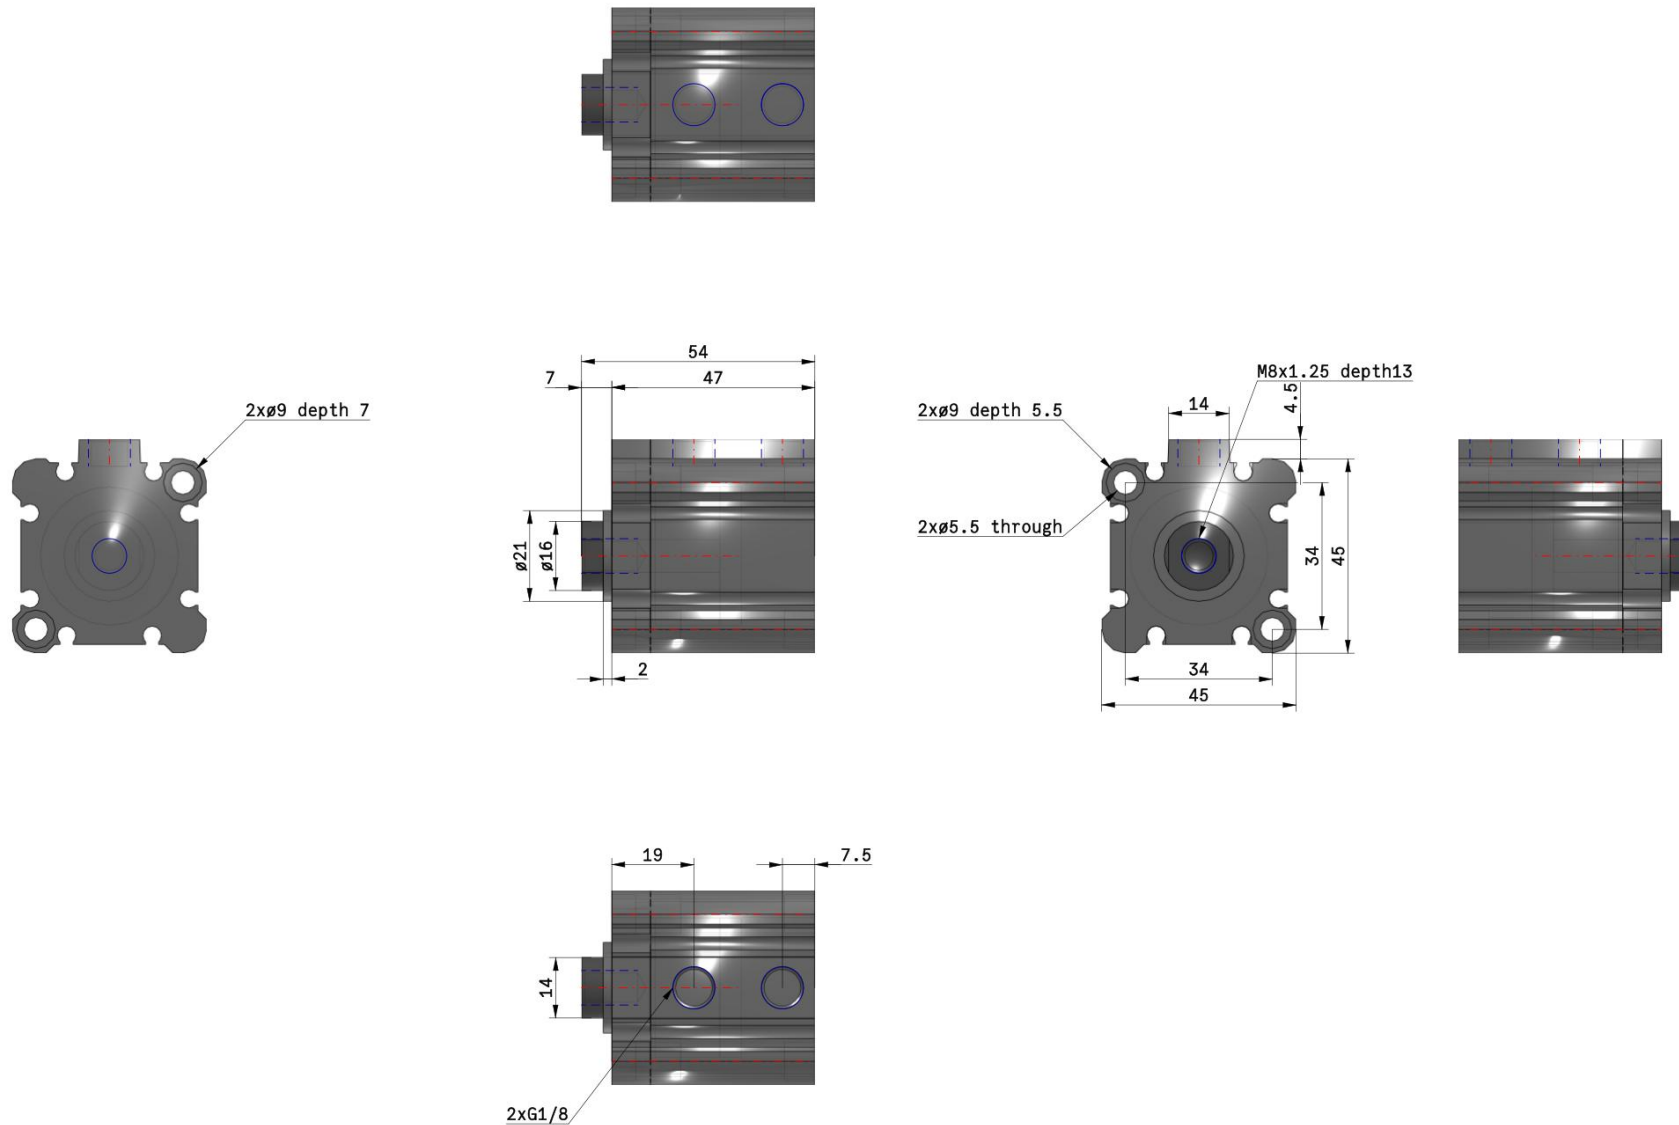 54
7
47
M8x1.25 depth13
4.5
14
2xø9 depth 7
2xø9 depth 5.5
ø21
ø16
2xø5.5 through
34
45
2
34
45
19
7.5
14
2xG1/8